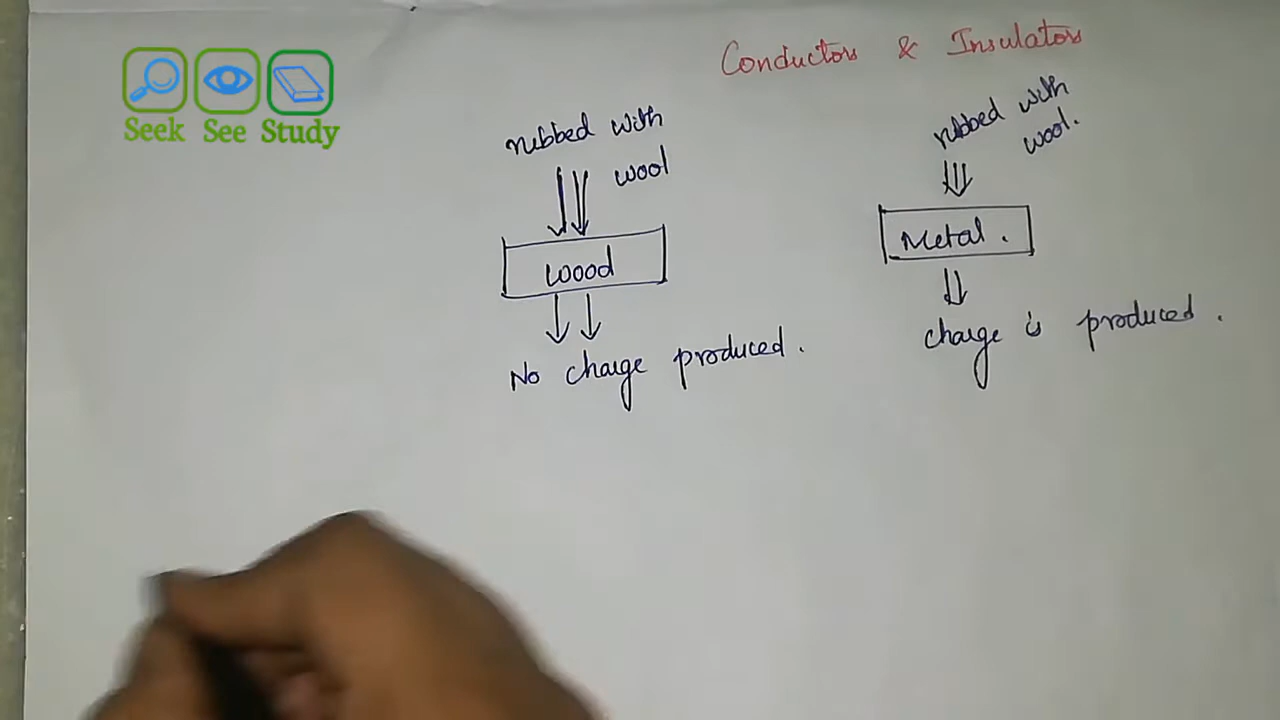 Seek See Study
Conductors & Insulators
rubbed with
wool
wood
No charge produced.
rubbed with
wool.
Metal.
charge is produced.